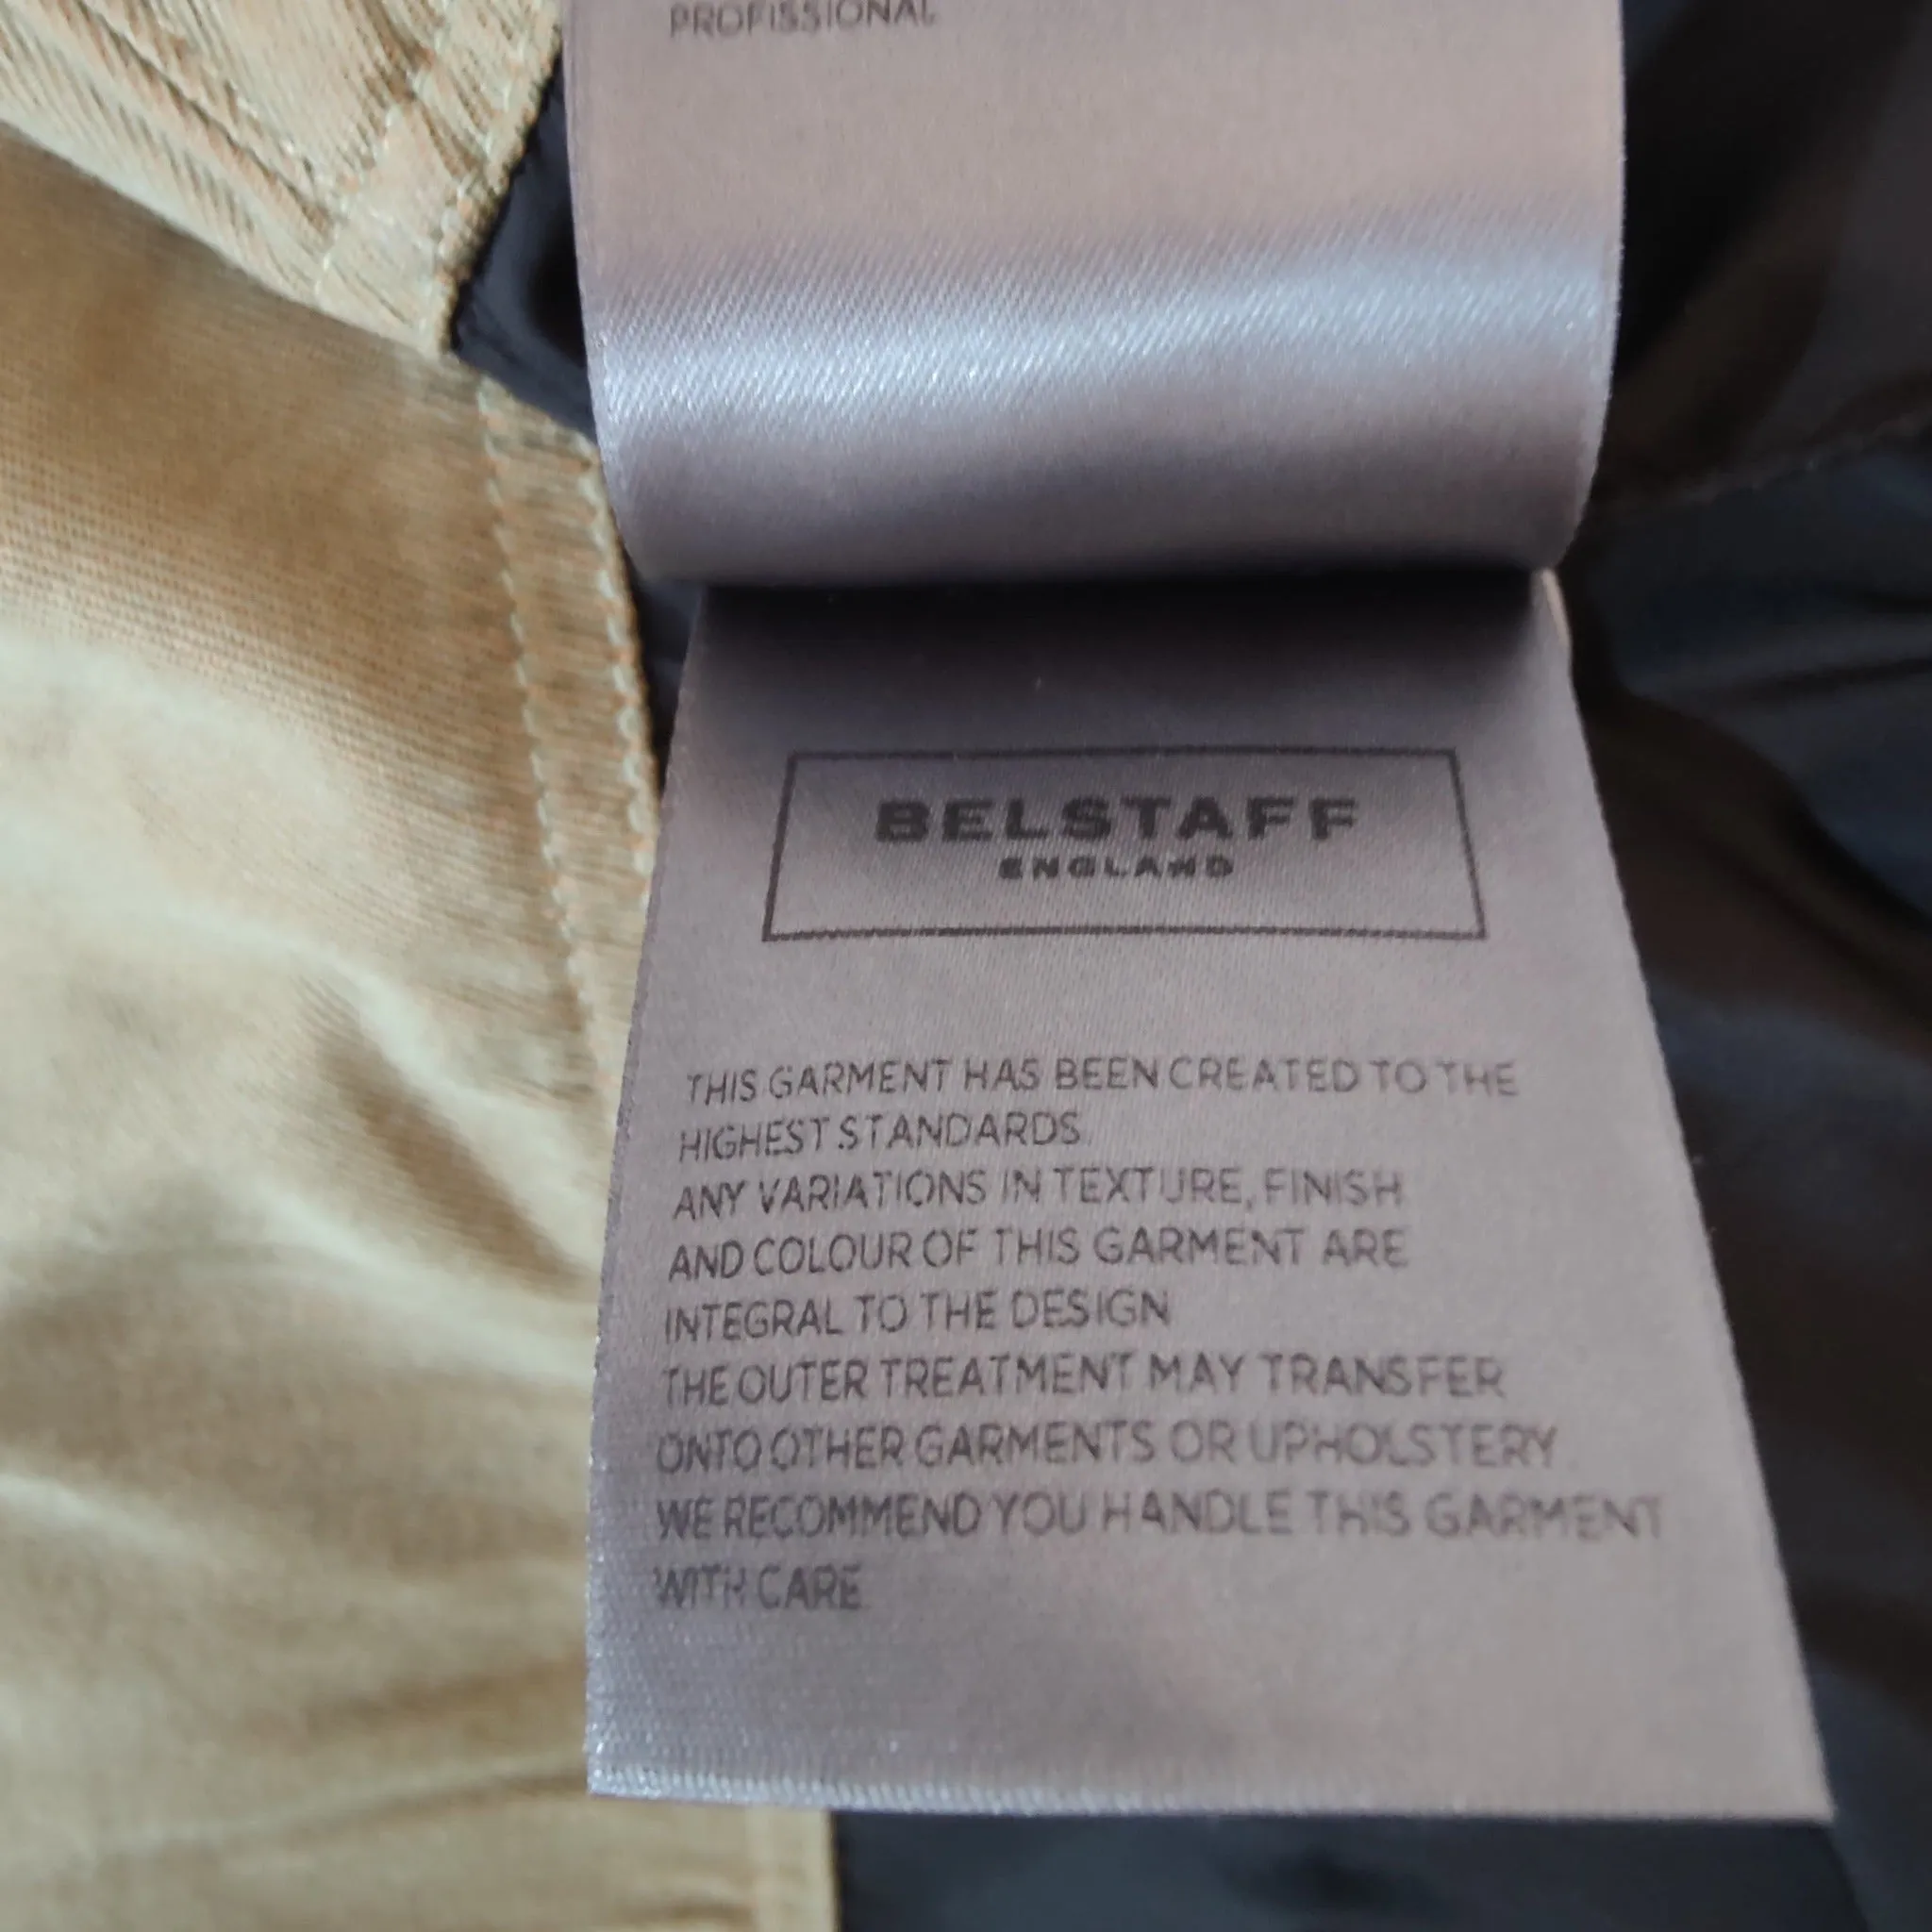 PROFISSIONAL
BELSTAFF
ENGLAND
THIS GARMENT HAS BEEN CREATED TO THE
HIGHEST STANDARDS
ANY VARIATIONS IN TEXTURE, FINISH
AND COLOUR OF THIS GARMENT ARE
INTEGRAL TO THE DESIGN
THE OUTER TREATMENT MAY TRANSFER
ONTO OTHER GARMENTS OR UPHOLSTERY
WE RECOMMEND YOU HANDLE THIS GARMENT
WITH CARE